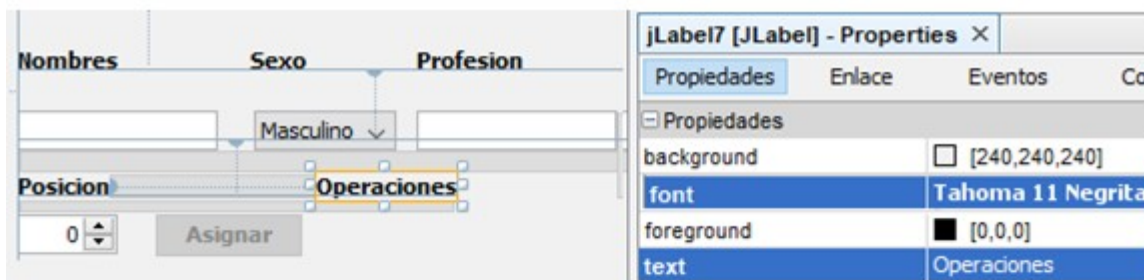 Nombres Sexo Profesion
Masculino
Posicion Operaciones
0 Asignar
jLabel7 [JLabel] - Properties ×
Propiedades Enlace Eventos
Propiedades
background [240,240,240]
font Tahoma 11 Negrita
foreground [0,0,0]
text Operaciones